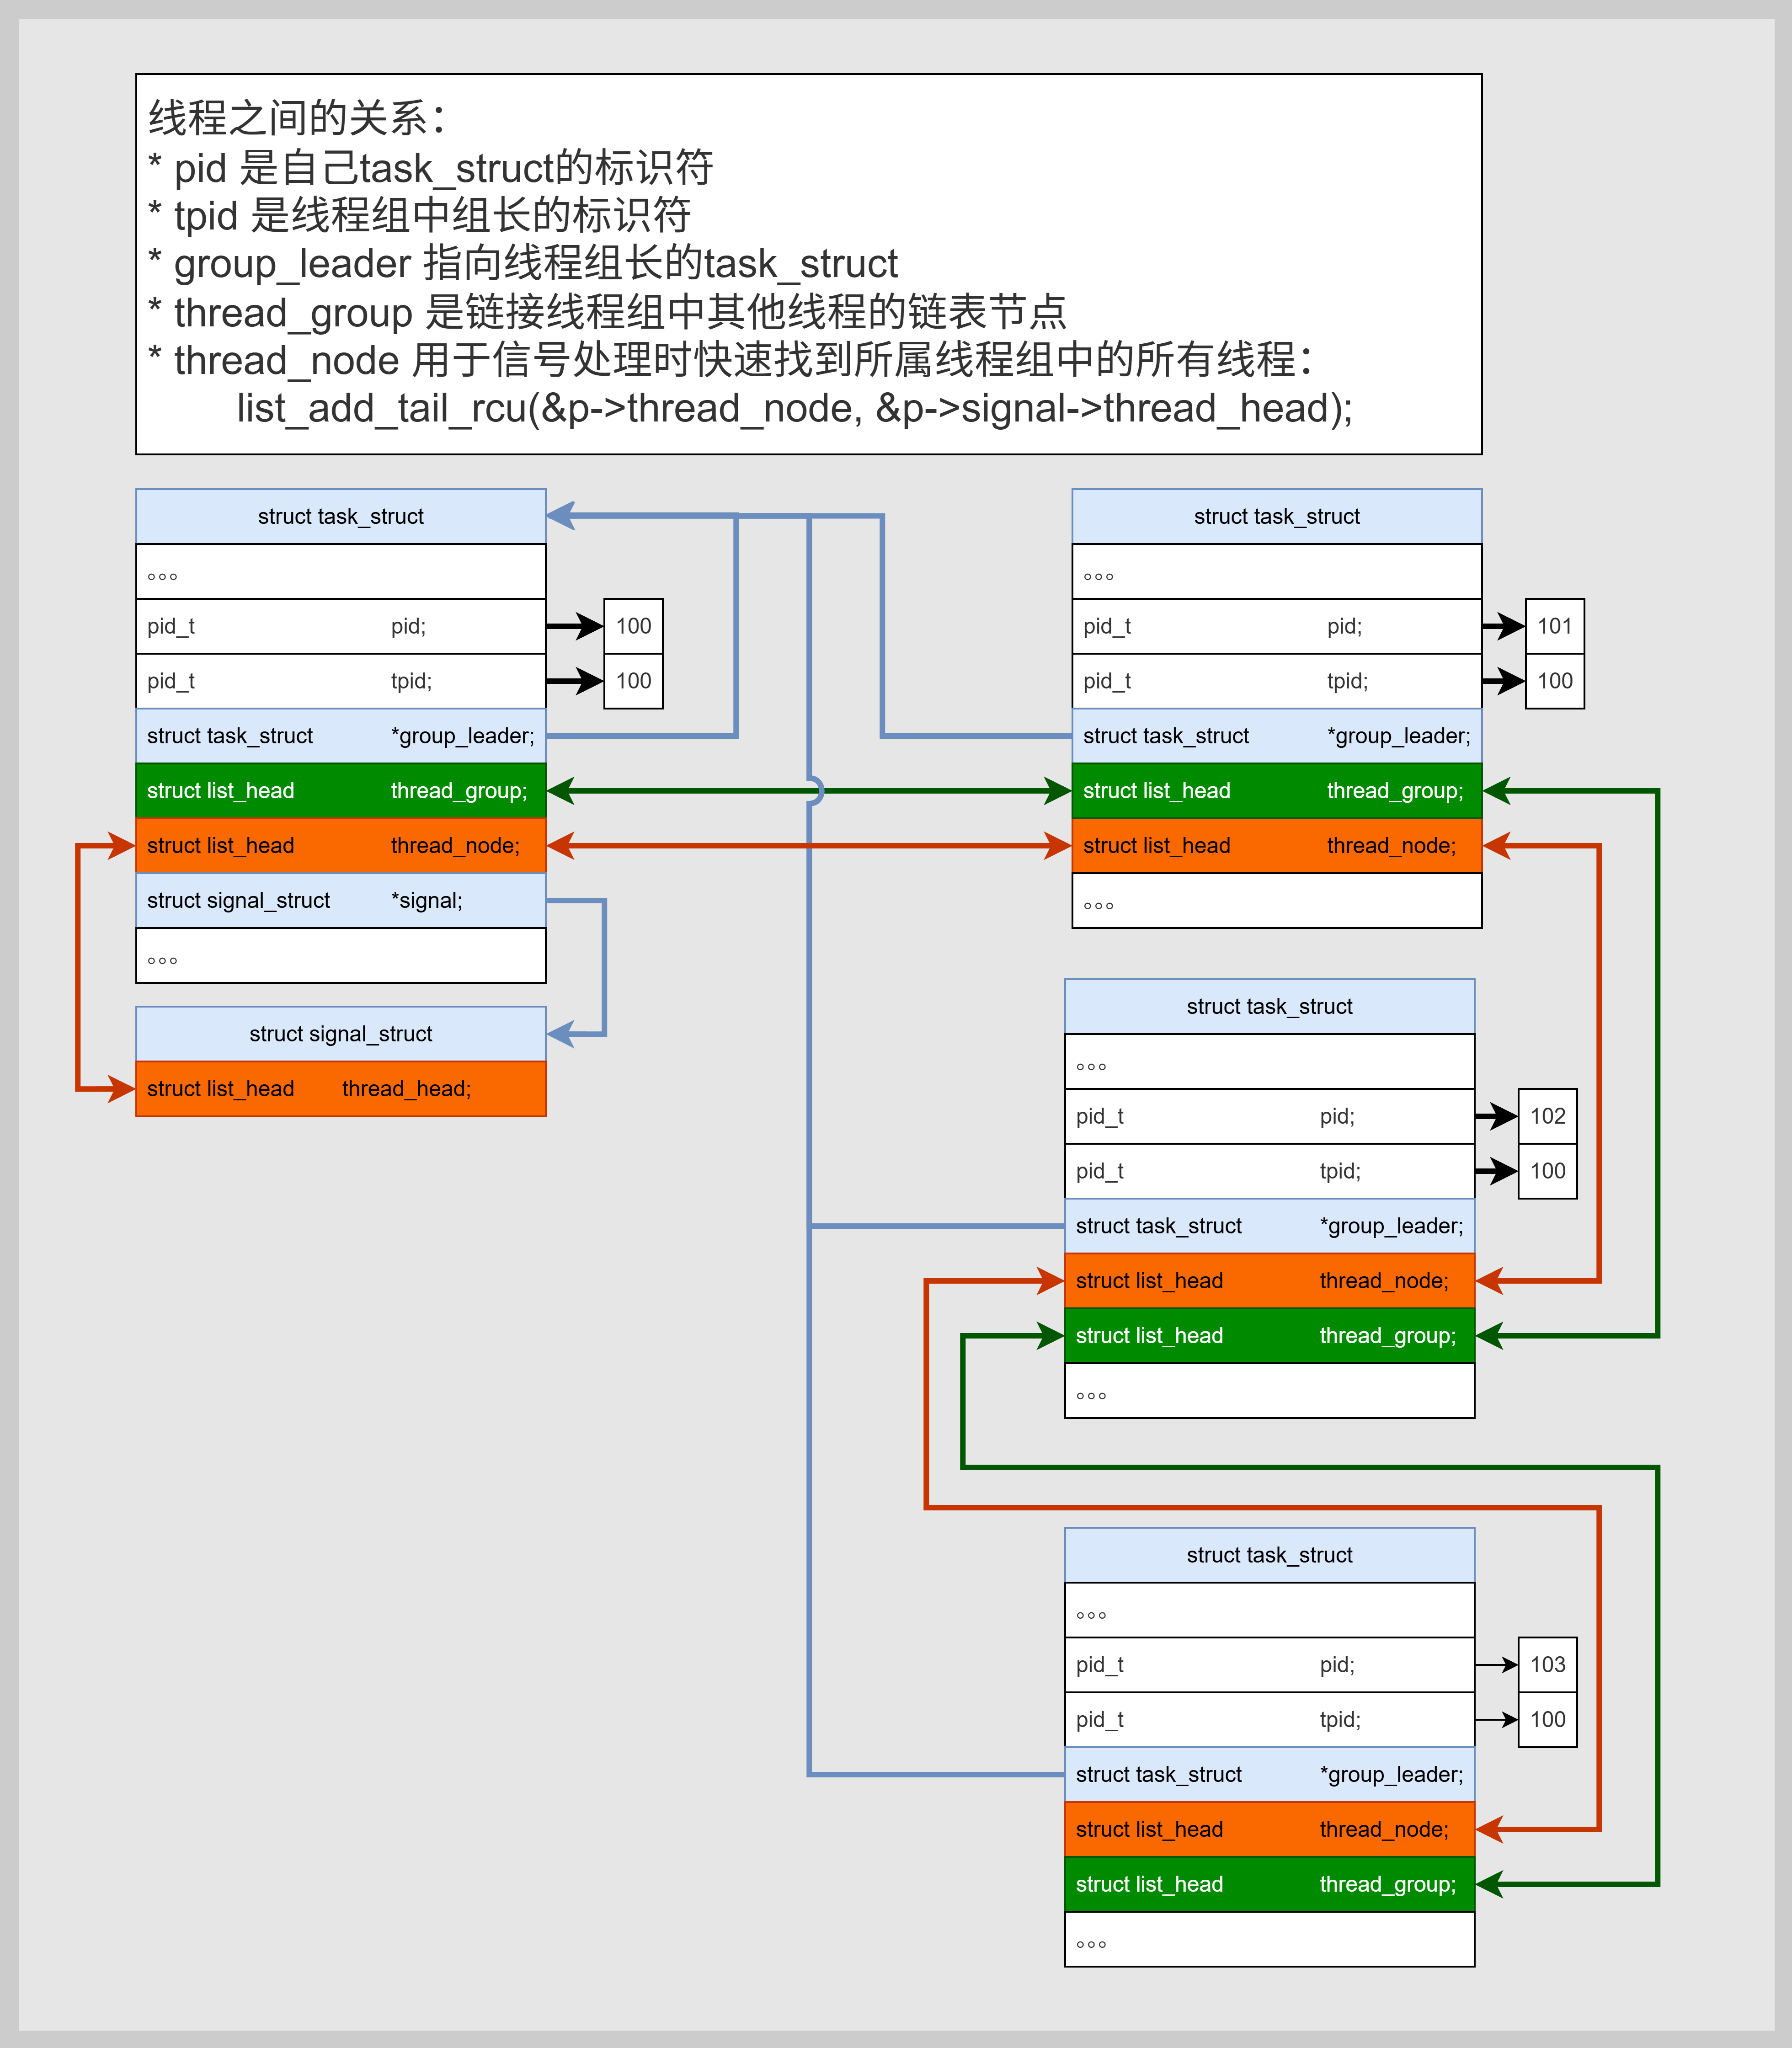 线程之间的关系：
* pid 是自己task_struct的标识符
* tpid 是线程组中组长的标识符
* group_leader 指向线程组长的task_struct
* thread_group 是链接线程组中其他线程的链表节点
* thread_node 用于信号处理时快速找到所属线程组中的所有线程：
list_add_tail_rcu(&p->thread_node, &p->signal->thread_head);
struct task_struct
。。。
pid_t pid; 100
pid_t tpid; 100
struct task_struct *group_leader;
struct list_head thread_group;
struct list_head thread_node;
struct signal_struct *signal;
。。。
struct signal_struct
struct list_head thread_head;
struct task_struct
。。。
pid_t pid; 101
pid_t tpid; 100
struct task_struct *group_leader;
struct list_head thread_group;
struct list_head thread_node;
。。。
struct task_struct
。。。
pid_t pid; 102
pid_t tpid; 100
struct task_struct *group_leader;
struct list_head thread_node;
struct list_head thread_group;
。。。
struct task_struct
。。。
pid_t pid; 103
pid_t tpid; 100
struct task_struct *group_leader;
struct list_head thread_node;
struct list_head thread_group;
。。。